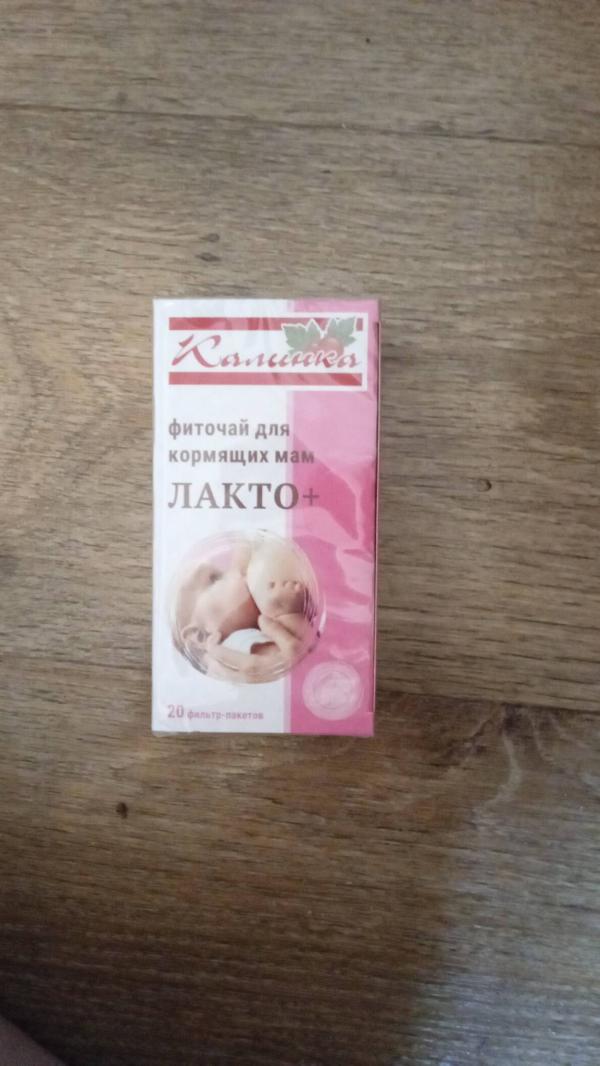 Калинка
фиточай для
кормящих мам
ЛАКТО+
20 фильтр-пакетов